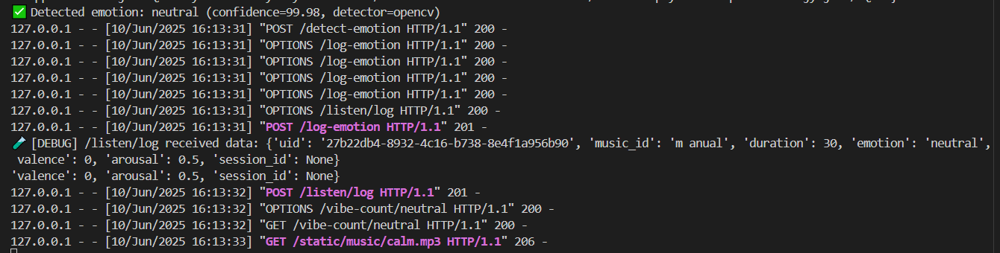 ✅ Detected emotion: neutral (confidence=99.98, detector=opencv)
127.0.0.1 - - [10/Jun/2025 16:13:31] "POST /detect-emotion HTTP/1.1" 200 -
127.0.0.1 - - [10/Jun/2025 16:13:31] "OPTIONS /log-emotion HTTP/1.1" 200 -
127.0.0.1 - - [10/Jun/2025 16:13:31] "OPTIONS /log-emotion HTTP/1.1" 200 -
127.0.0.1 - - [10/Jun/2025 16:13:31] "OPTIONS /log-emotion HTTP/1.1" 200 -
127.0.0.1 - - [10/Jun/2025 16:13:31] "OPTIONS /log-emotion HTTP/1.1" 200 -
127.0.0.1 - - [10/Jun/2025 16:13:31] "OPTIONS /listen/log HTTP/1.1" 200 -
127.0.0.1 - - [10/Jun/2025 16:13:31] "POST /log-emotion HTTP/1.1" 201 -
🧪 [DEBUG] /listen/log received data: {'uid': '27b22db4-8932-4c16-b738-8e4f1a956b90', 'music_id': 'm anual', 'duration': 30, 'emotion': 'neutral',
valence': 0, 'arousal': 0.5, 'session_id': None}
'valence': 0, 'arousal': 0.5, 'session_id': None}
127.0.0.1 - - [10/Jun/2025 16:13:32] "POST /listen/log HTTP/1.1" 201 -
127.0.0.1 - - [10/Jun/2025 16:13:32] "OPTIONS /vibe-count/neutral HTTP/1.1" 200 -
127.0.0.1 - - [10/Jun/2025 16:13:32] "GET /vibe-count/neutral HTTP/1.1" 200 -
127.0.0.1 - - [10/Jun/2025 16:13:33] "GET /static/music/calm.mp3 HTTP/1.1" 206 -